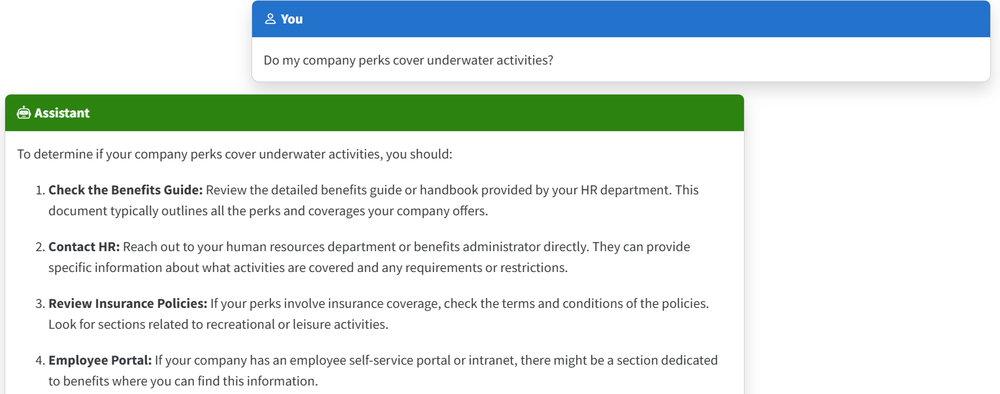 You
Do my company perks cover underwater activities?
Assistant
To determine if your company perks cover underwater activities, you should:
1. Check the Benefits Guide: Review the detailed benefits guide or handbook provided by your HR department. This
document typically outlines all the perks and coverages your company offers.
2. Contact HR: Reach out to your human resources department or benefits administrator directly. They can provide
specific information about what activities are covered and any requirements or restrictions.
3. Review Insurance Policies: If your perks involve insurance coverage, check the terms and conditions of the policies.
Look for sections related to recreational or leisure activities.
4. Employee Portal: If your company has an employee self-service portal or intranet, there might be a section dedicated
to benefits where you can find this information.